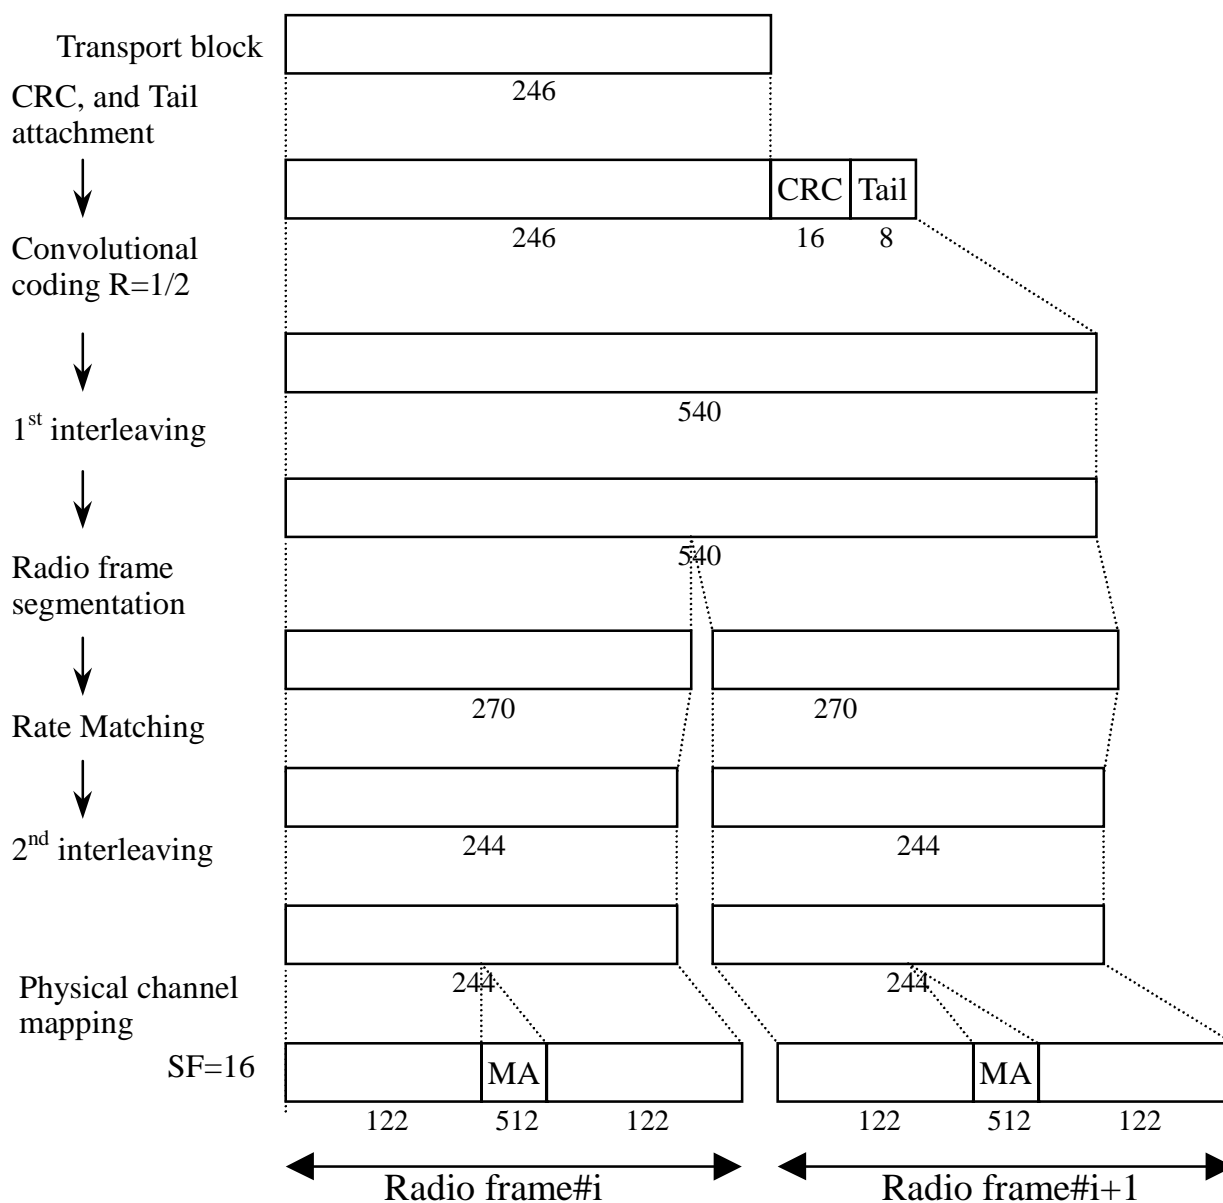 Transport block
246
CRC, and Tail
attachment
CRC Tail
246 16 8
Convolutional
coding R=1/2
540
1st interleaving
540
Radio frame
segmentation
270 270
Rate Matching
244 244
2nd interleaving
244 244
Physical channel
mapping
SF=16 MA MA
122 512 122 122 512 122
Radio frame#i Radio frame#i+1